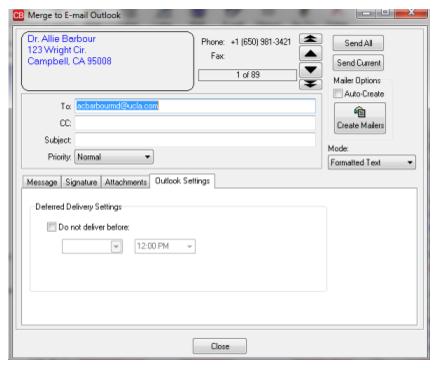 CB Merge to E-mail Outlook
Dr. Allie Barbour
123 Wright Cir.
Campbell, CA 95008
Phone: +1 (650) 981-3421
Fax:
1 of 89
Send All
Send Current
Mailer Options
Auto-Create
Create Mailers
To: acbarbourmd@ucla.com
CC:
Subject:
Priority: Normal
Mode:
Formatted Text
Message Signature Attachments Outlook Settings
Deferred Delivery Settings
Do not deliver before:
12:00 PM
Close